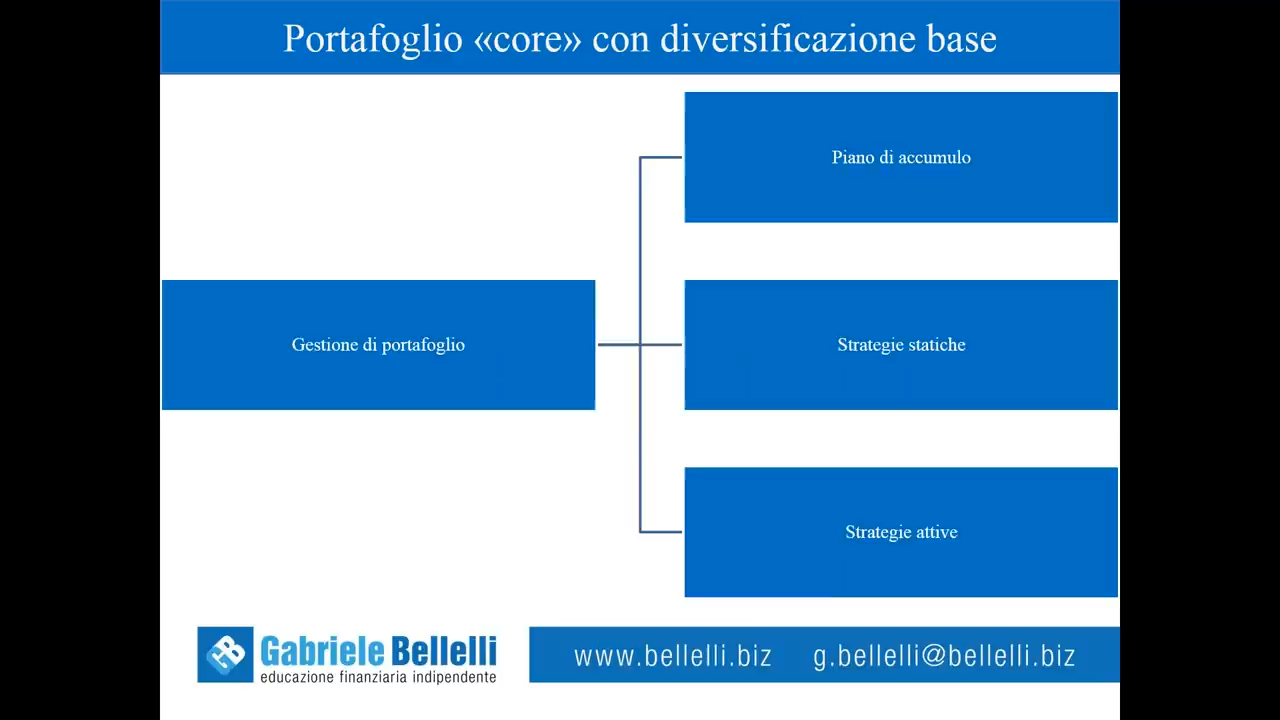 Portafoglio «core» con diversificazione base
Piano di accumulo
Gestione di portafoglio
Strategie statiche
Strategie attive
Gabriele Bellelli
educazione finanziaria indipendente
www.bellelli.biz g.bellelli@bellelli.biz